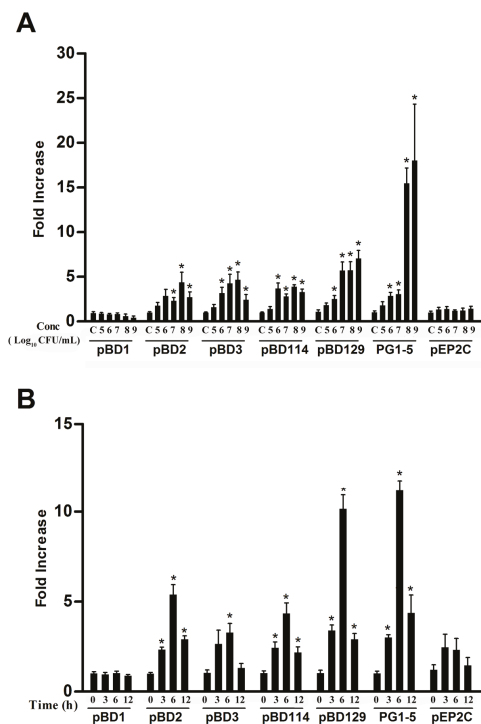 A
30
25
20
15
10
5
0
Fold Increase
* * * * * * * * * * * * * * * * * *
Conc
( Log10 CFU/mL)
C 5 6 7 8 9 C 5 6 7 8 9 C 5 6 7 8 9 C 5 6 7 8 9 C 5 6 7 8 9 C 5 6 7 8 9 C 5 6 7 8 9
pBD1 pBD2 pBD3 pBD114 pBD129 PG1-5 pEP2C
B
15
10
5
0
Fold Increase
* * * * * * * * * * * * *
Time (h)
0 3 6 12 0 3 6 12 0 3 6 12 0 3 6 12 0 3 6 12 0 3 6 12 0 3 6 12
pBD1 pBD2 pBD3 pBD114 pBD129 PG1-5 pEP2C